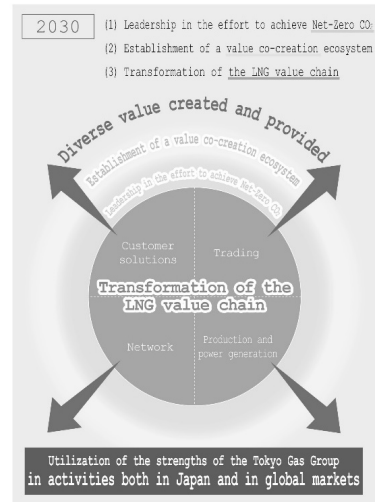 2030
(1) Leadership in the effort to achieve Net-Zero CO₂
(2) Establishment of a value co-creation ecosystem
(3) Transformation of the LNG value chain
Diverse value created and provided
Establishment of a value co-creation ecosystem
Leadership in the effort to achieve Net-Zero CO₂
Customer
solutions
Trading
Transformation of the
LNG value chain
Network
Production and
power generation
Utilization of the strengths of the Tokyo Gas Group
in activities both in Japan and in global markets